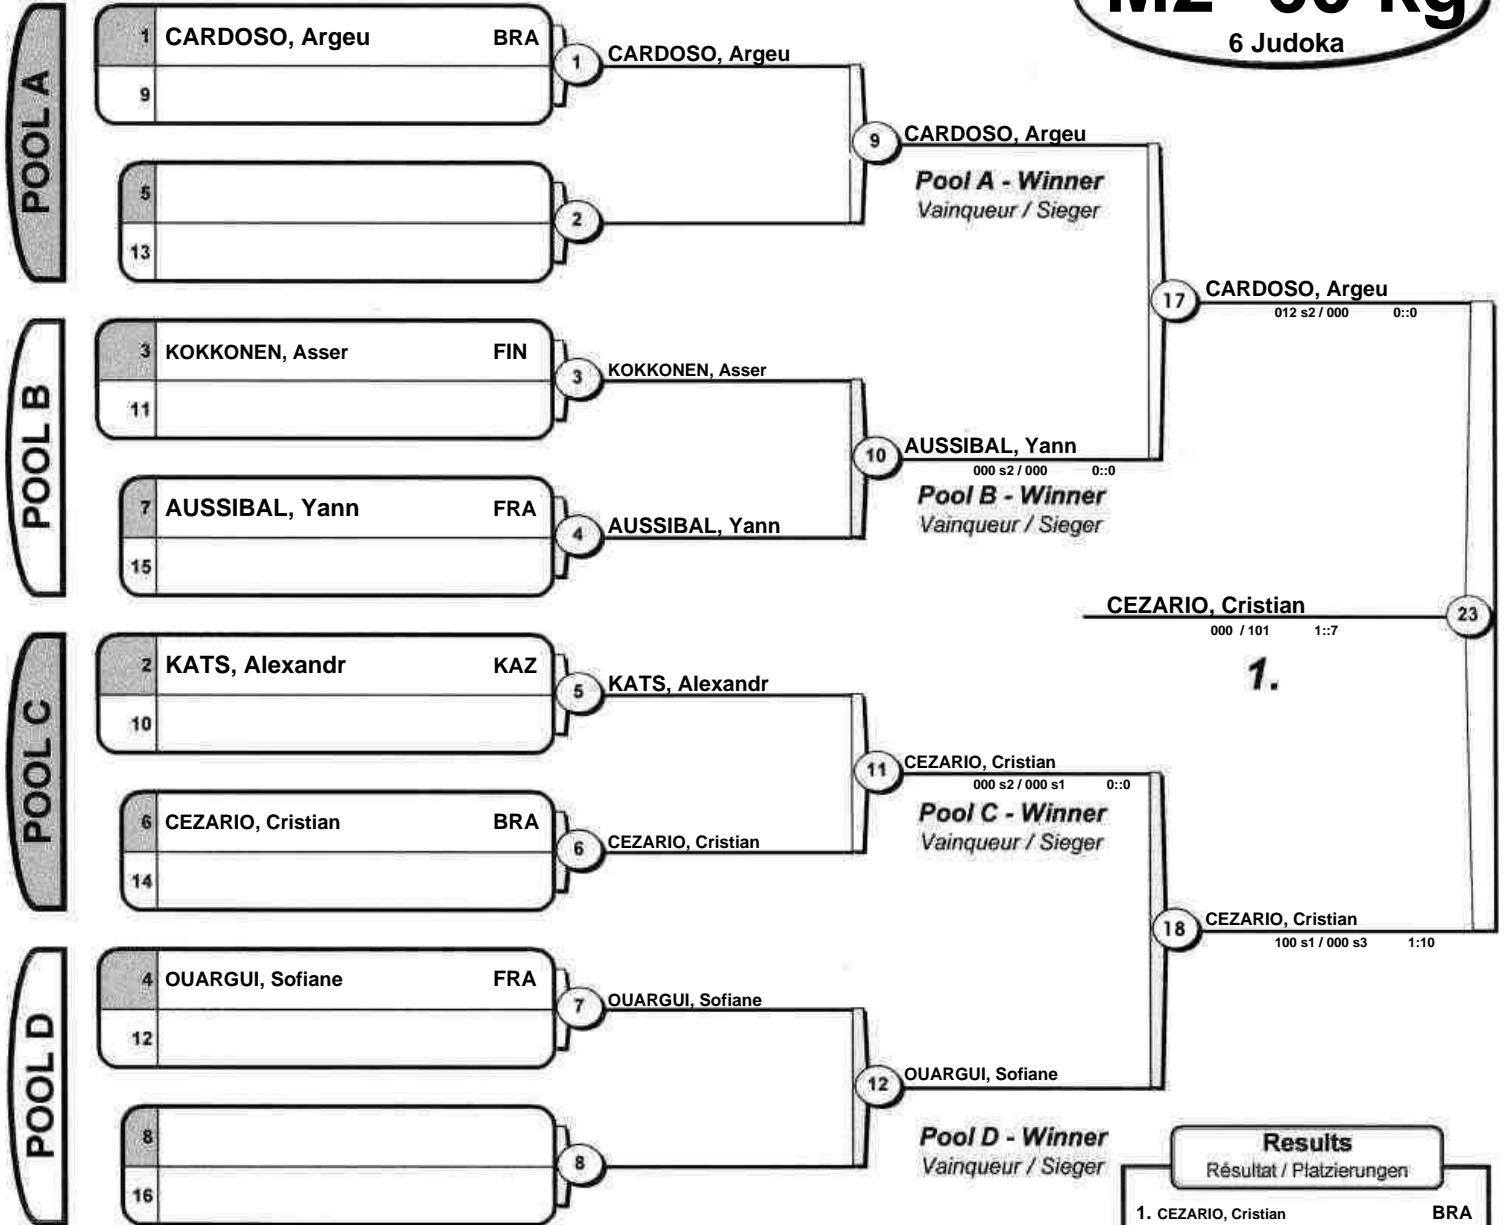 M2 -60 kg
6 Judoka
POOL A
1 CARDOSO, Argeu BRA
9
5
13
1 CARDOSO, Argeu
2
9 CARDOSO, Argeu
Pool A - Winner
Vainqueur / Sieger
17 CARDOSO, Argeu
012 s2 / 000 0::0
POOL B
3 KOKKONEN, Asser FIN
11
7 AUSSIBAL, Yann FRA
15
3 KOKKONEN, Asser
4 AUSSIBAL, Yann
10 AUSSIBAL, Yann
000 s2 / 000 0::0
Pool B - Winner
Vainqueur / Sieger
CEZARIO, Cristian 23
000 / 101 1::7
1.
POOL C
2 KATS, Alexandr KAZ
10
6 CEZARIO, Cristian BRA
14
5 KATS, Alexandr
6 CEZARIO, Cristian
11 CEZARIO, Cristian
000 s2 / 000 s1 0::0
Pool C - Winner
Vainqueur / Sieger
18 CEZARIO, Cristian
100 s1 / 000 s3 1:10
POOL D
4 OUARGUI, Sofiane FRA
12
8
16
7 OUARGUI, Sofiane
8
12 OUARGUI, Sofiane
Pool D - Winner
Vainqueur / Sieger
Results
Résultat / Platzierungen
1. CEZARIO, Cristian BRA